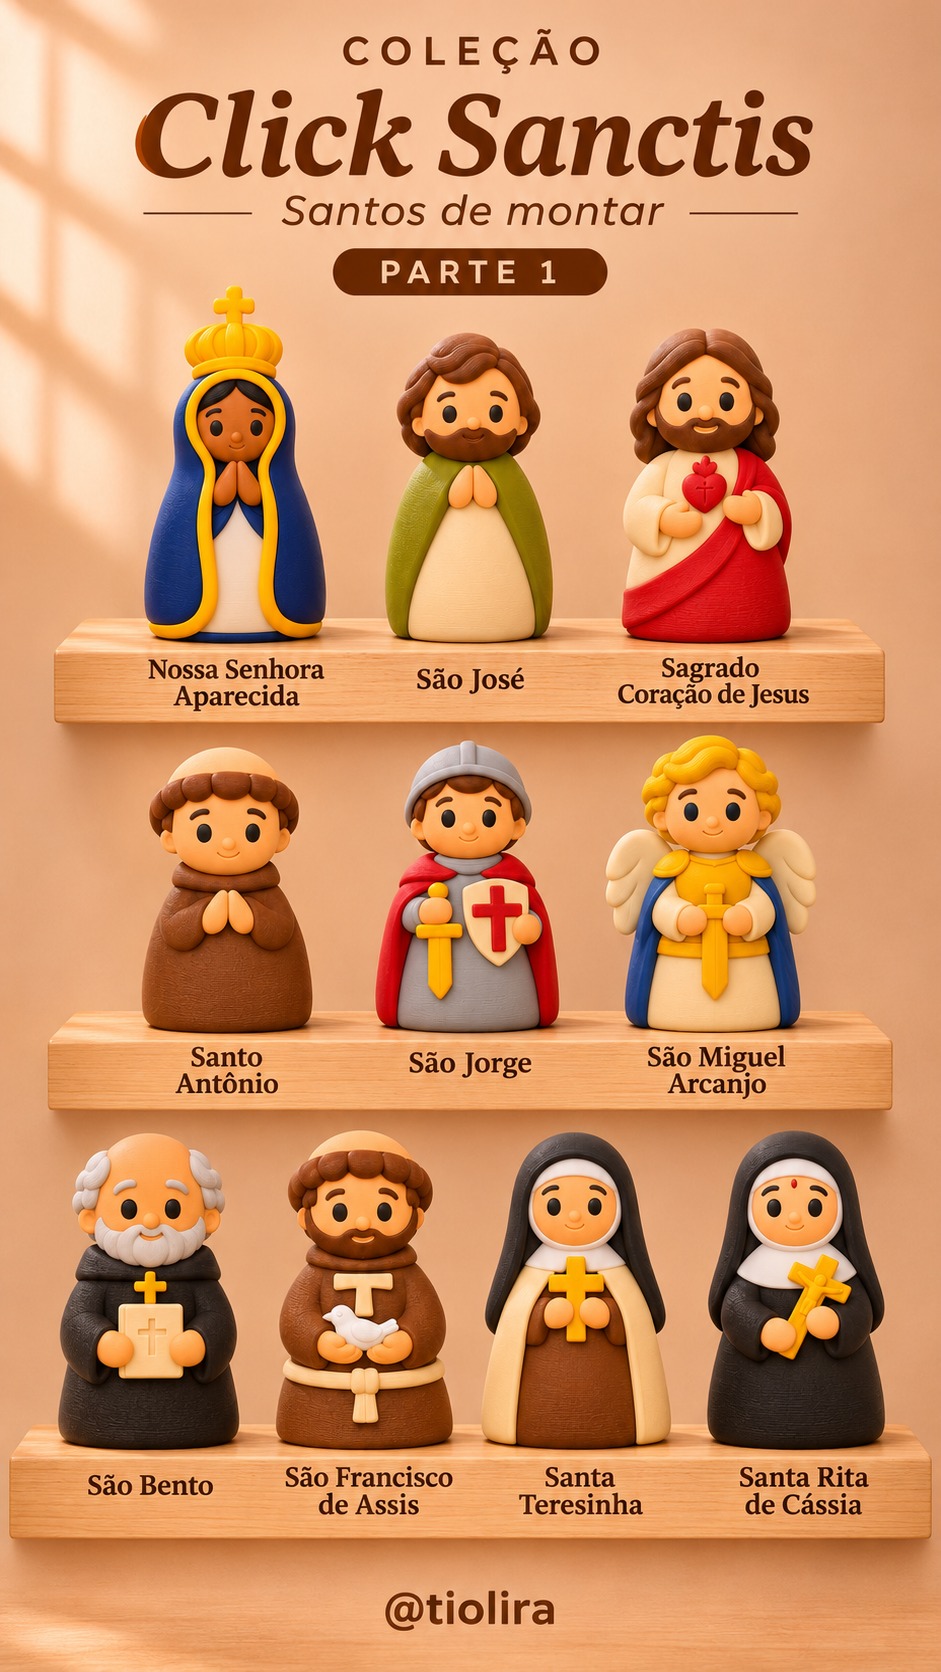 COLEÇÃO
Click Sanctis
Santos de montar
PARTE 1
Nossa Senhora
Aparecida
São José
Sagrado
Coração de Jesus
Santo
Antônio
São Jorge
São Miguel
Arcanjo
São Bento
São Francisco
de Assis
Santa
Teresinha
Santa Rita
de Cássia
@tiolira